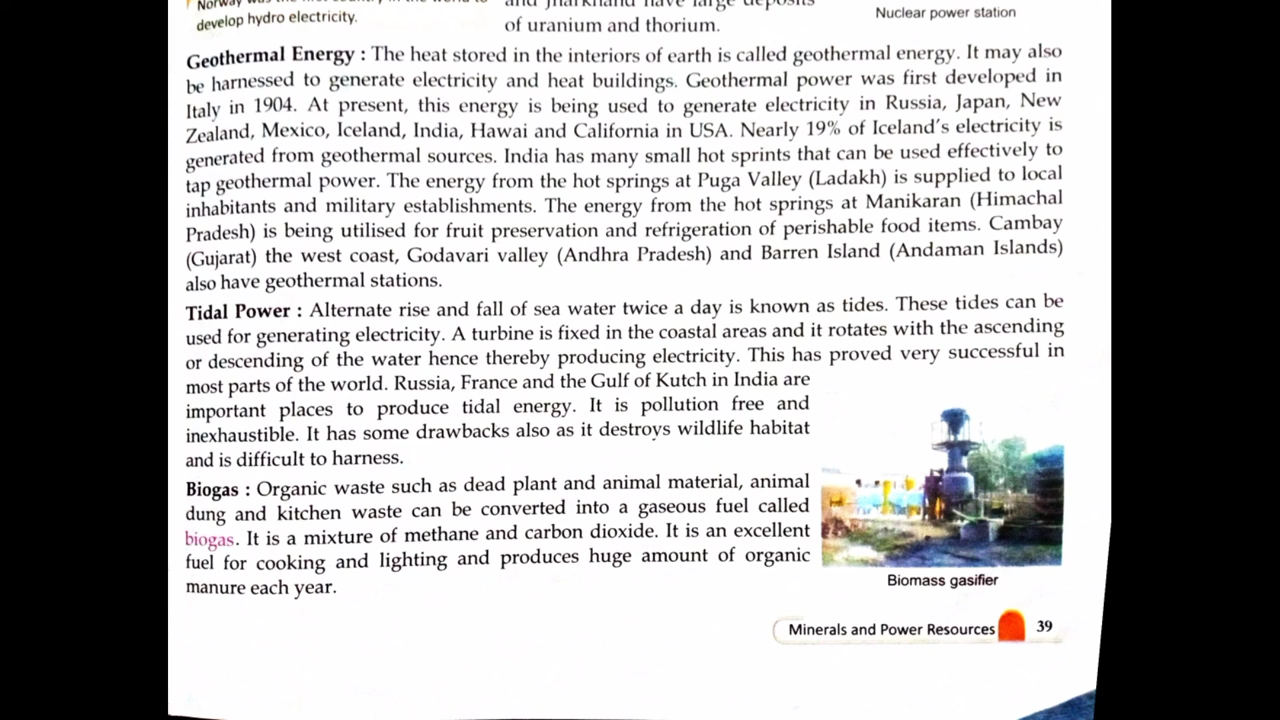 Norway was the first country in the world to
develop hydro electricity.
and Jharkhand have large deposits
of uranium and thorium.
Nuclear power station
Geothermal Energy : The heat stored in the interiors of earth is called geothermal energy. It may also
be harnessed to generate electricity and heat buildings. Geothermal power was first developed in
Italy in 1904. At present, this energy is being used to generate electricity in Russia, Japan, New
Zealand, Mexico, Iceland, India, Hawai and California in USA. Nearly 19% of Iceland's electricity is
generated from geothermal sources. India has many small hot sprints that can be used effectively to
tap geothermal power. The energy from the hot springs at Puga Valley (Ladakh) is supplied to local
inhabitants and military establishments. The energy from the hot springs at Manikaran (Himachal
Pradesh) is being utilised for fruit preservation and refrigeration of perishable food items. Cambay
(Gujarat) the west coast, Godavari valley (Andhra Pradesh) and Barren Island (Andaman Islands)
also have geothermal stations.
Tidal Power : Alternate rise and fall of sea water twice a day is known as tides. These tides can be
used for generating electricity. A turbine is fixed in the coastal areas and it rotates with the ascending
or descending of the water hence thereby producing electricity. This has proved very successful in
most parts of the world. Russia, France and the Gulf of Kutch in India are
important places to produce tidal energy. It is pollution free and
inexhaustible. It has some drawbacks also as it destroys wildlife habitat
and is difficult to harness.
Biogas : Organic waste such as dead plant and animal material, animal
dung and kitchen waste can be converted into a gaseous fuel called
biogas. It is a mixture of methane and carbon dioxide. It is an excellent
fuel for cooking and lighting and produces huge amount of organic
manure each year.
Biomass gasifier
Minerals and Power Resources 39